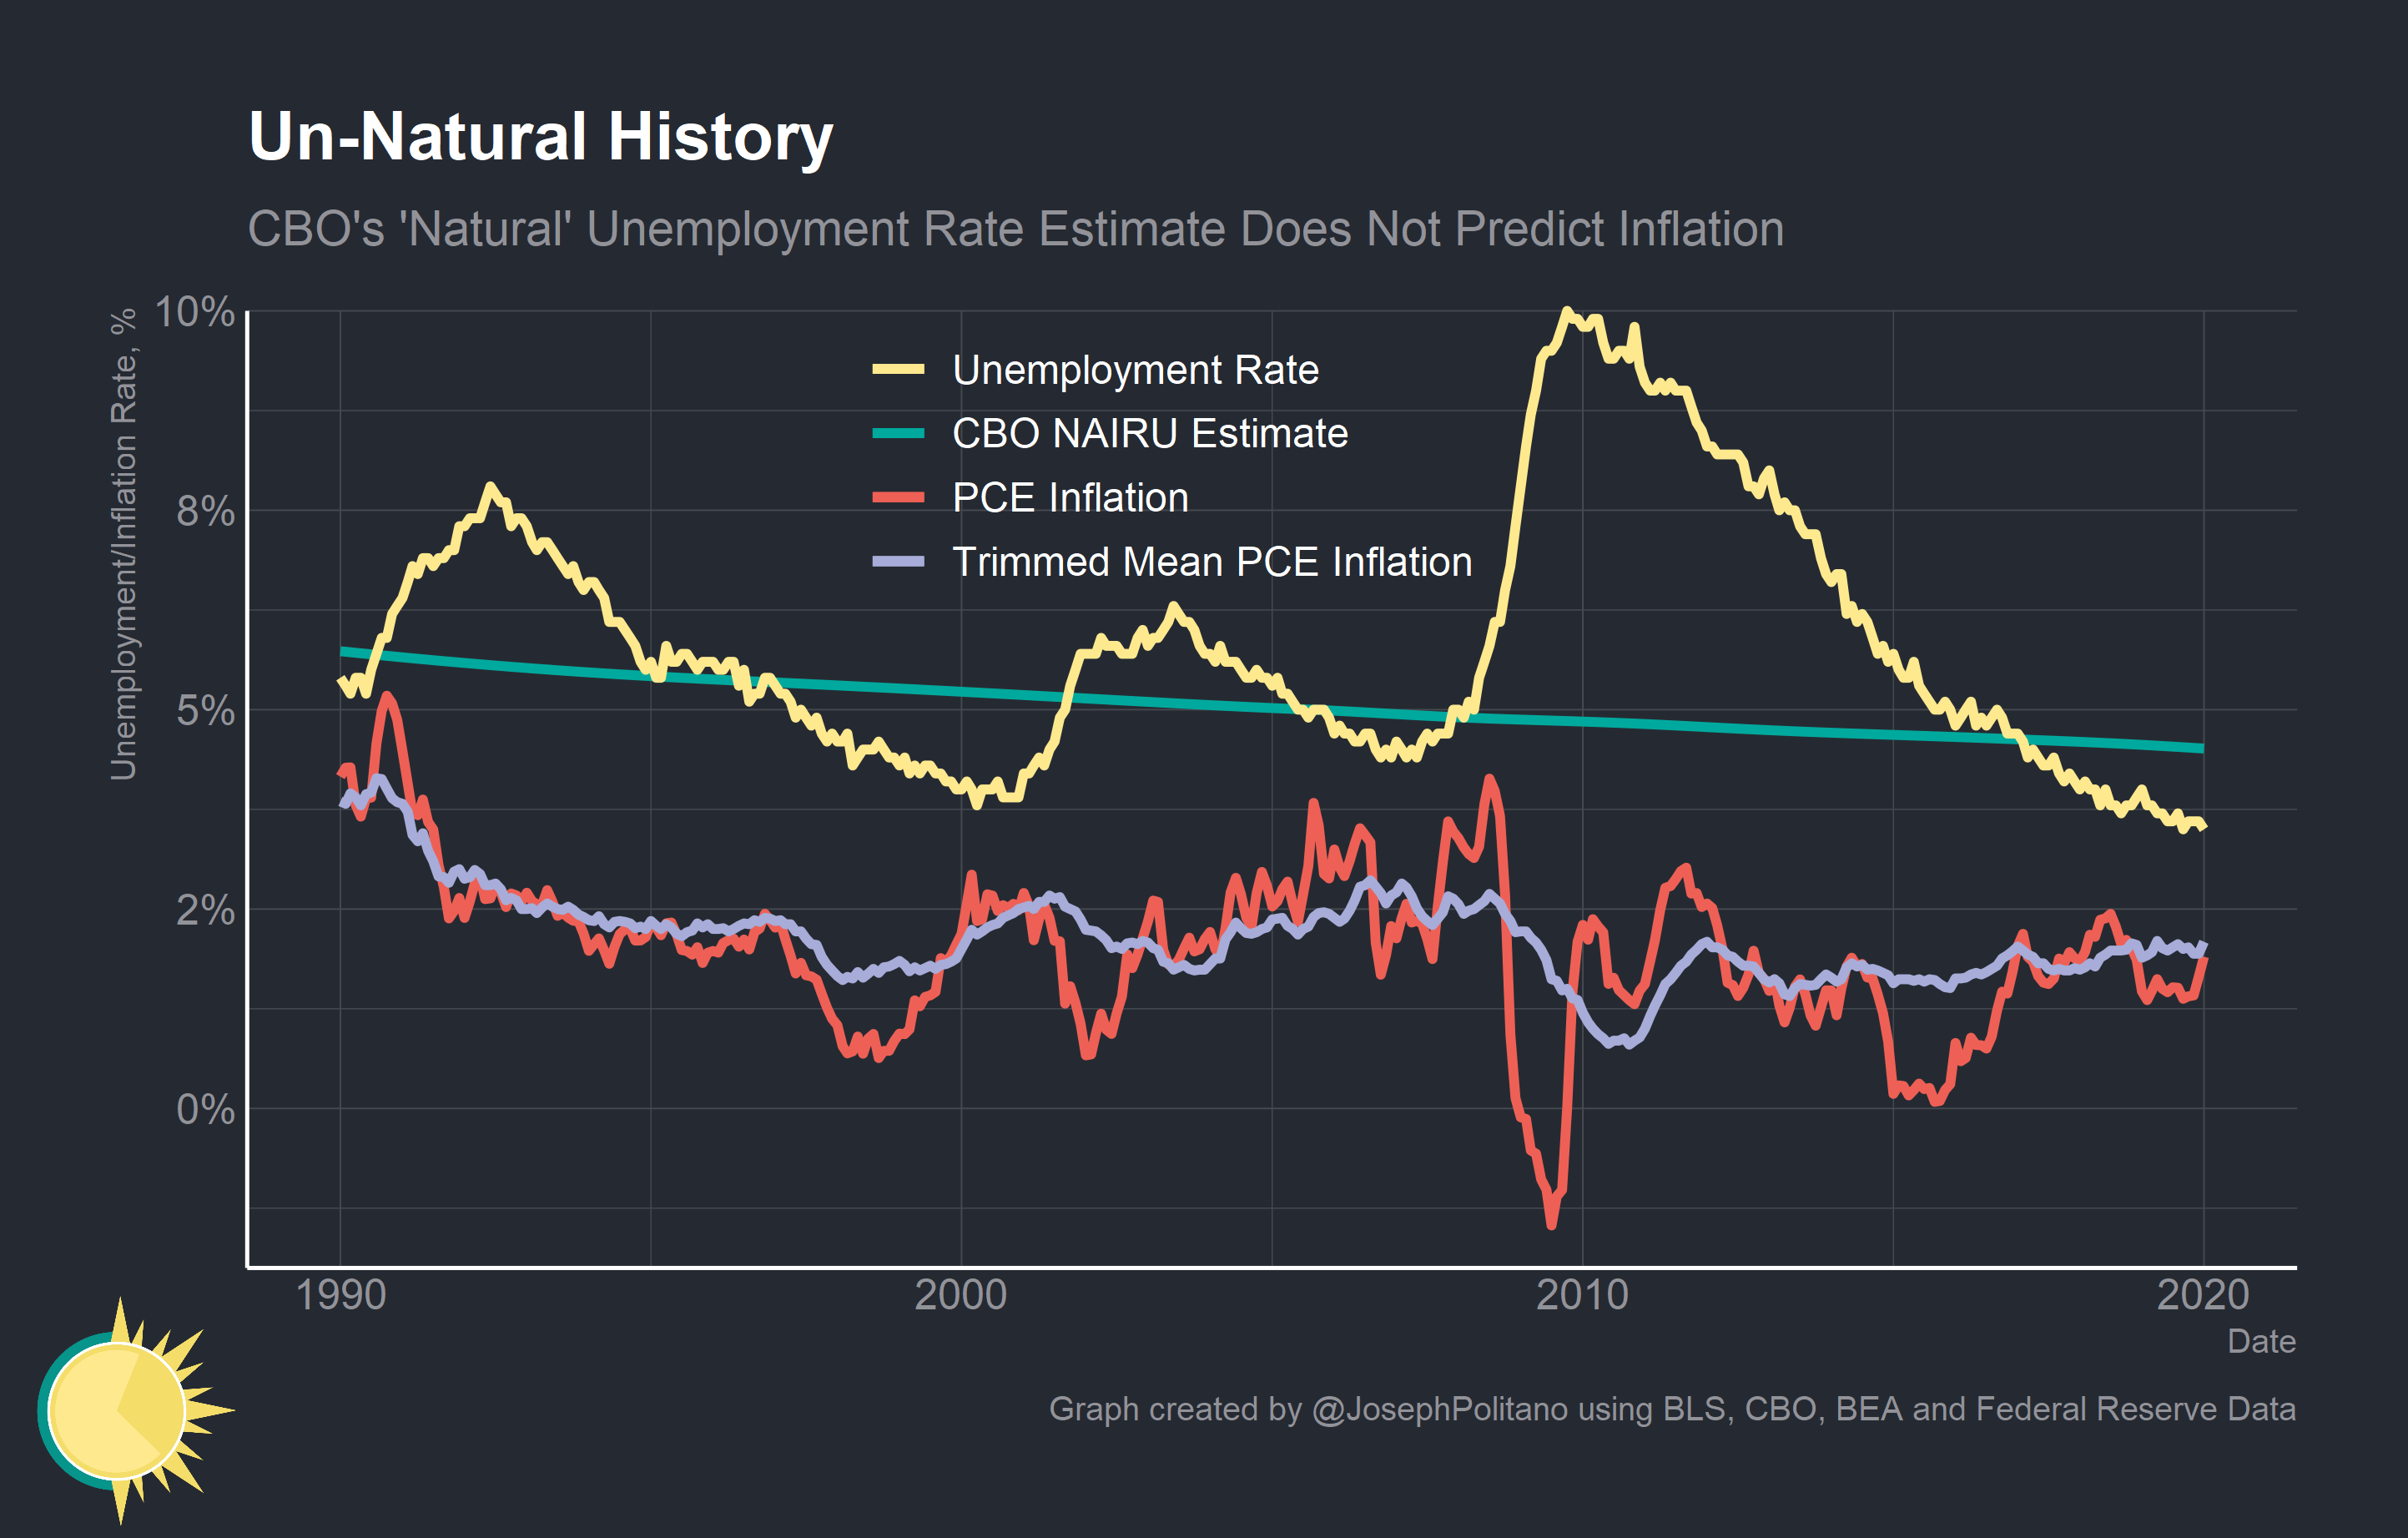 Un-Natural History
CBO's 'Natural' Unemployment Rate Estimate Does Not Predict Inflation
Unemployment/Inflation Rate, %
10%
8%
5%
2%
0%
Unemployment Rate
CBO NAIRU Estimate
PCE Inflation
Trimmed Mean PCE Inflation
1990 2000 2010 2020
Date
Graph created by @JosephPolitano using BLS, CBO, BEA and Federal Reserve Data